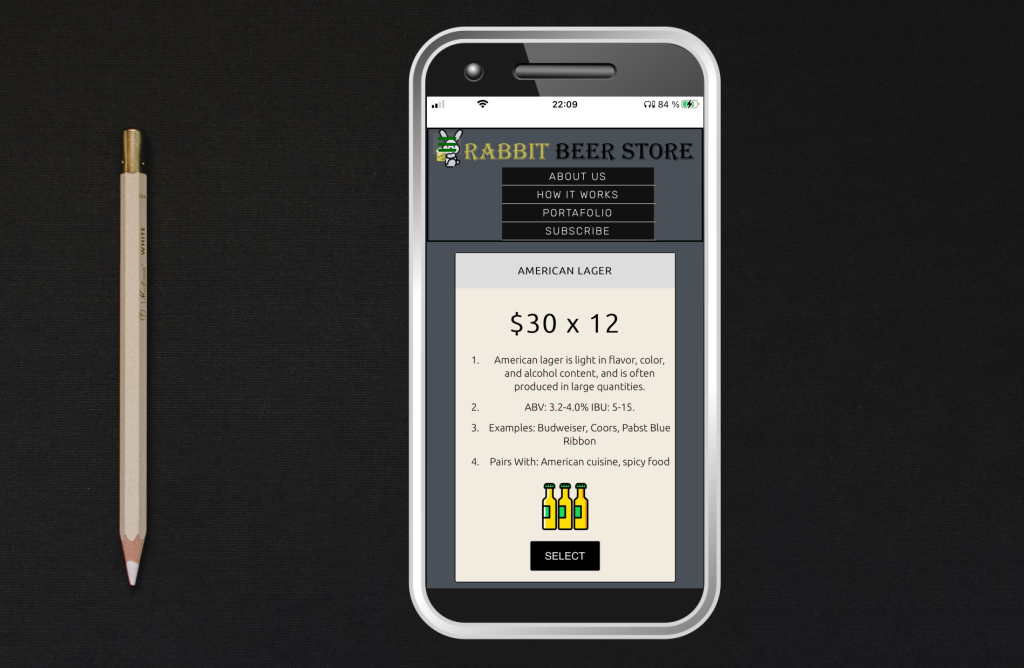 22:09
84 %
RABBIT BEER STORE
ABOUT US
HOW IT WORKS
PORTAFOLIO
SUBSCRIBE
AMERICAN LAGER
$30 x 12
1. American lager is light in flavor, color,
and alcohol content, and is often
produced in large quantities.
2. ABV: 3.2-4.0% IBU: 5-15.
3. Examples: Budweiser, Coors, Pabst Blue
Ribbon
4. Pairs With: American cuisine, spicy food
SELECT
WHITE